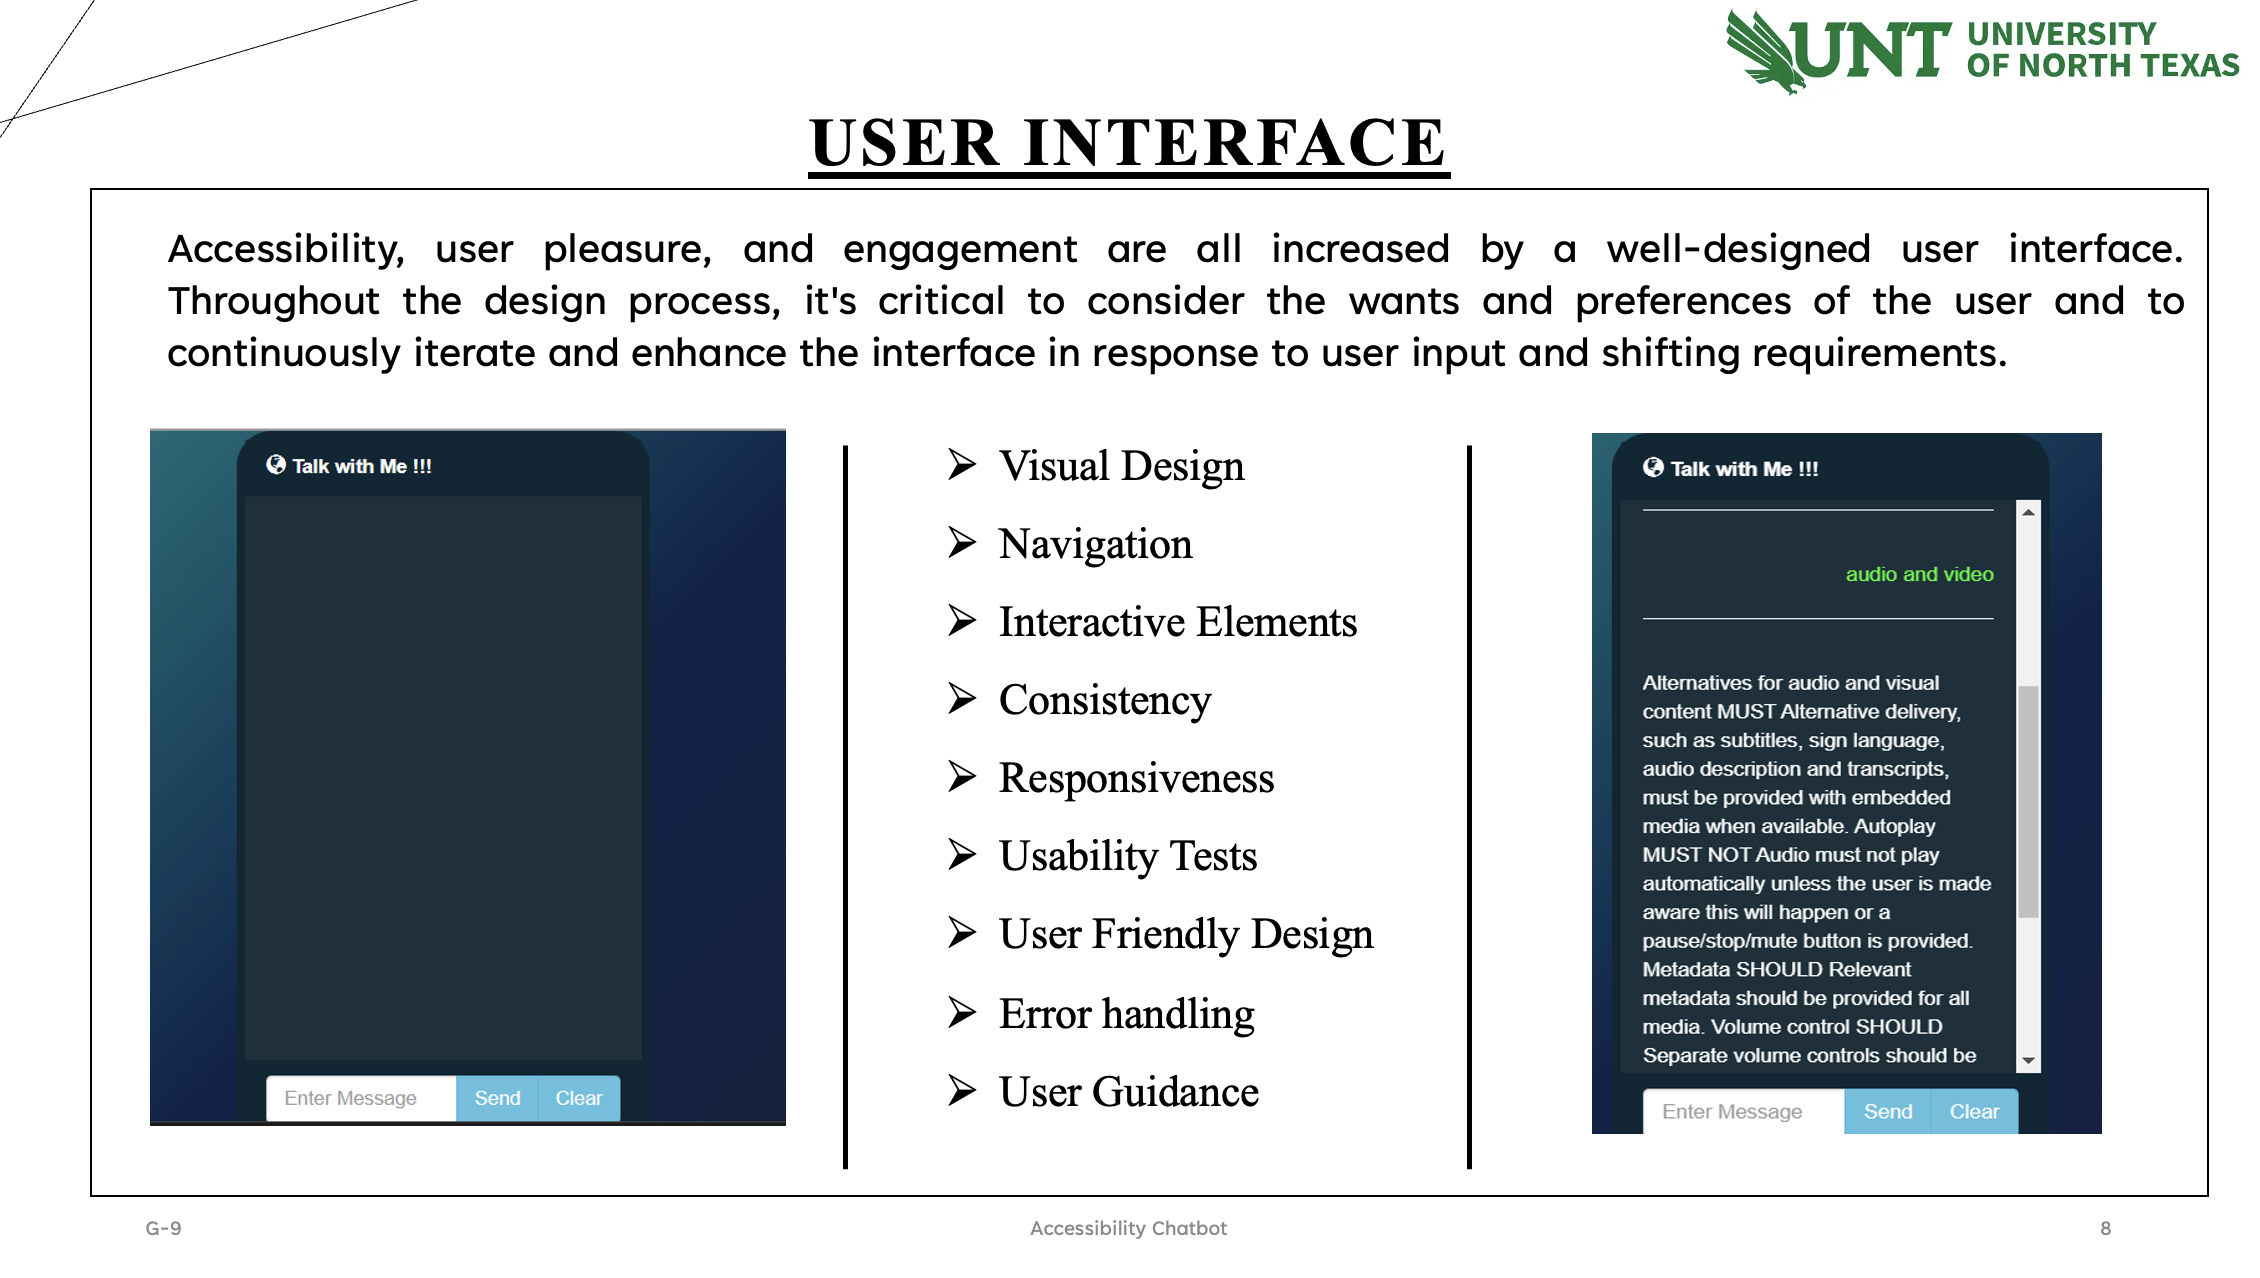 UNT UNIVERSITY
OF NORTH TEXAS
USER INTERFACE
Accessibility, user pleasure, and engagement are all increased by a well-designed user interface.
Throughout the design process, it's critical to consider the wants and preferences of the user and to
continuously iterate and enhance the interface in response to user input and shifting requirements.
Talk with Me !!!
Enter Message Send Clear
➢ Visual Design
➢ Navigation
➢ Interactive Elements
➢ Consistency
➢ Responsiveness
➢ Usability Tests
➢ User Friendly Design
➢ Error handling
➢ User Guidance
Talk with Me !!!
audio and video
Alternatives for audio and visual
content MUST Alternative delivery,
such as subtitles, sign language,
audio description and transcripts,
must be provided with embedded
media when available. Autoplay
MUST NOT Audio must not play
automatically unless the user is made
aware this will happen or a
pause/stop/mute button is provided.
Metadata SHOULD Relevant
metadata should be provided for all
media. Volume control SHOULD
Separate volume controls should be
Enter Message Send Clear
G-9 Accessibility Chatbot 8